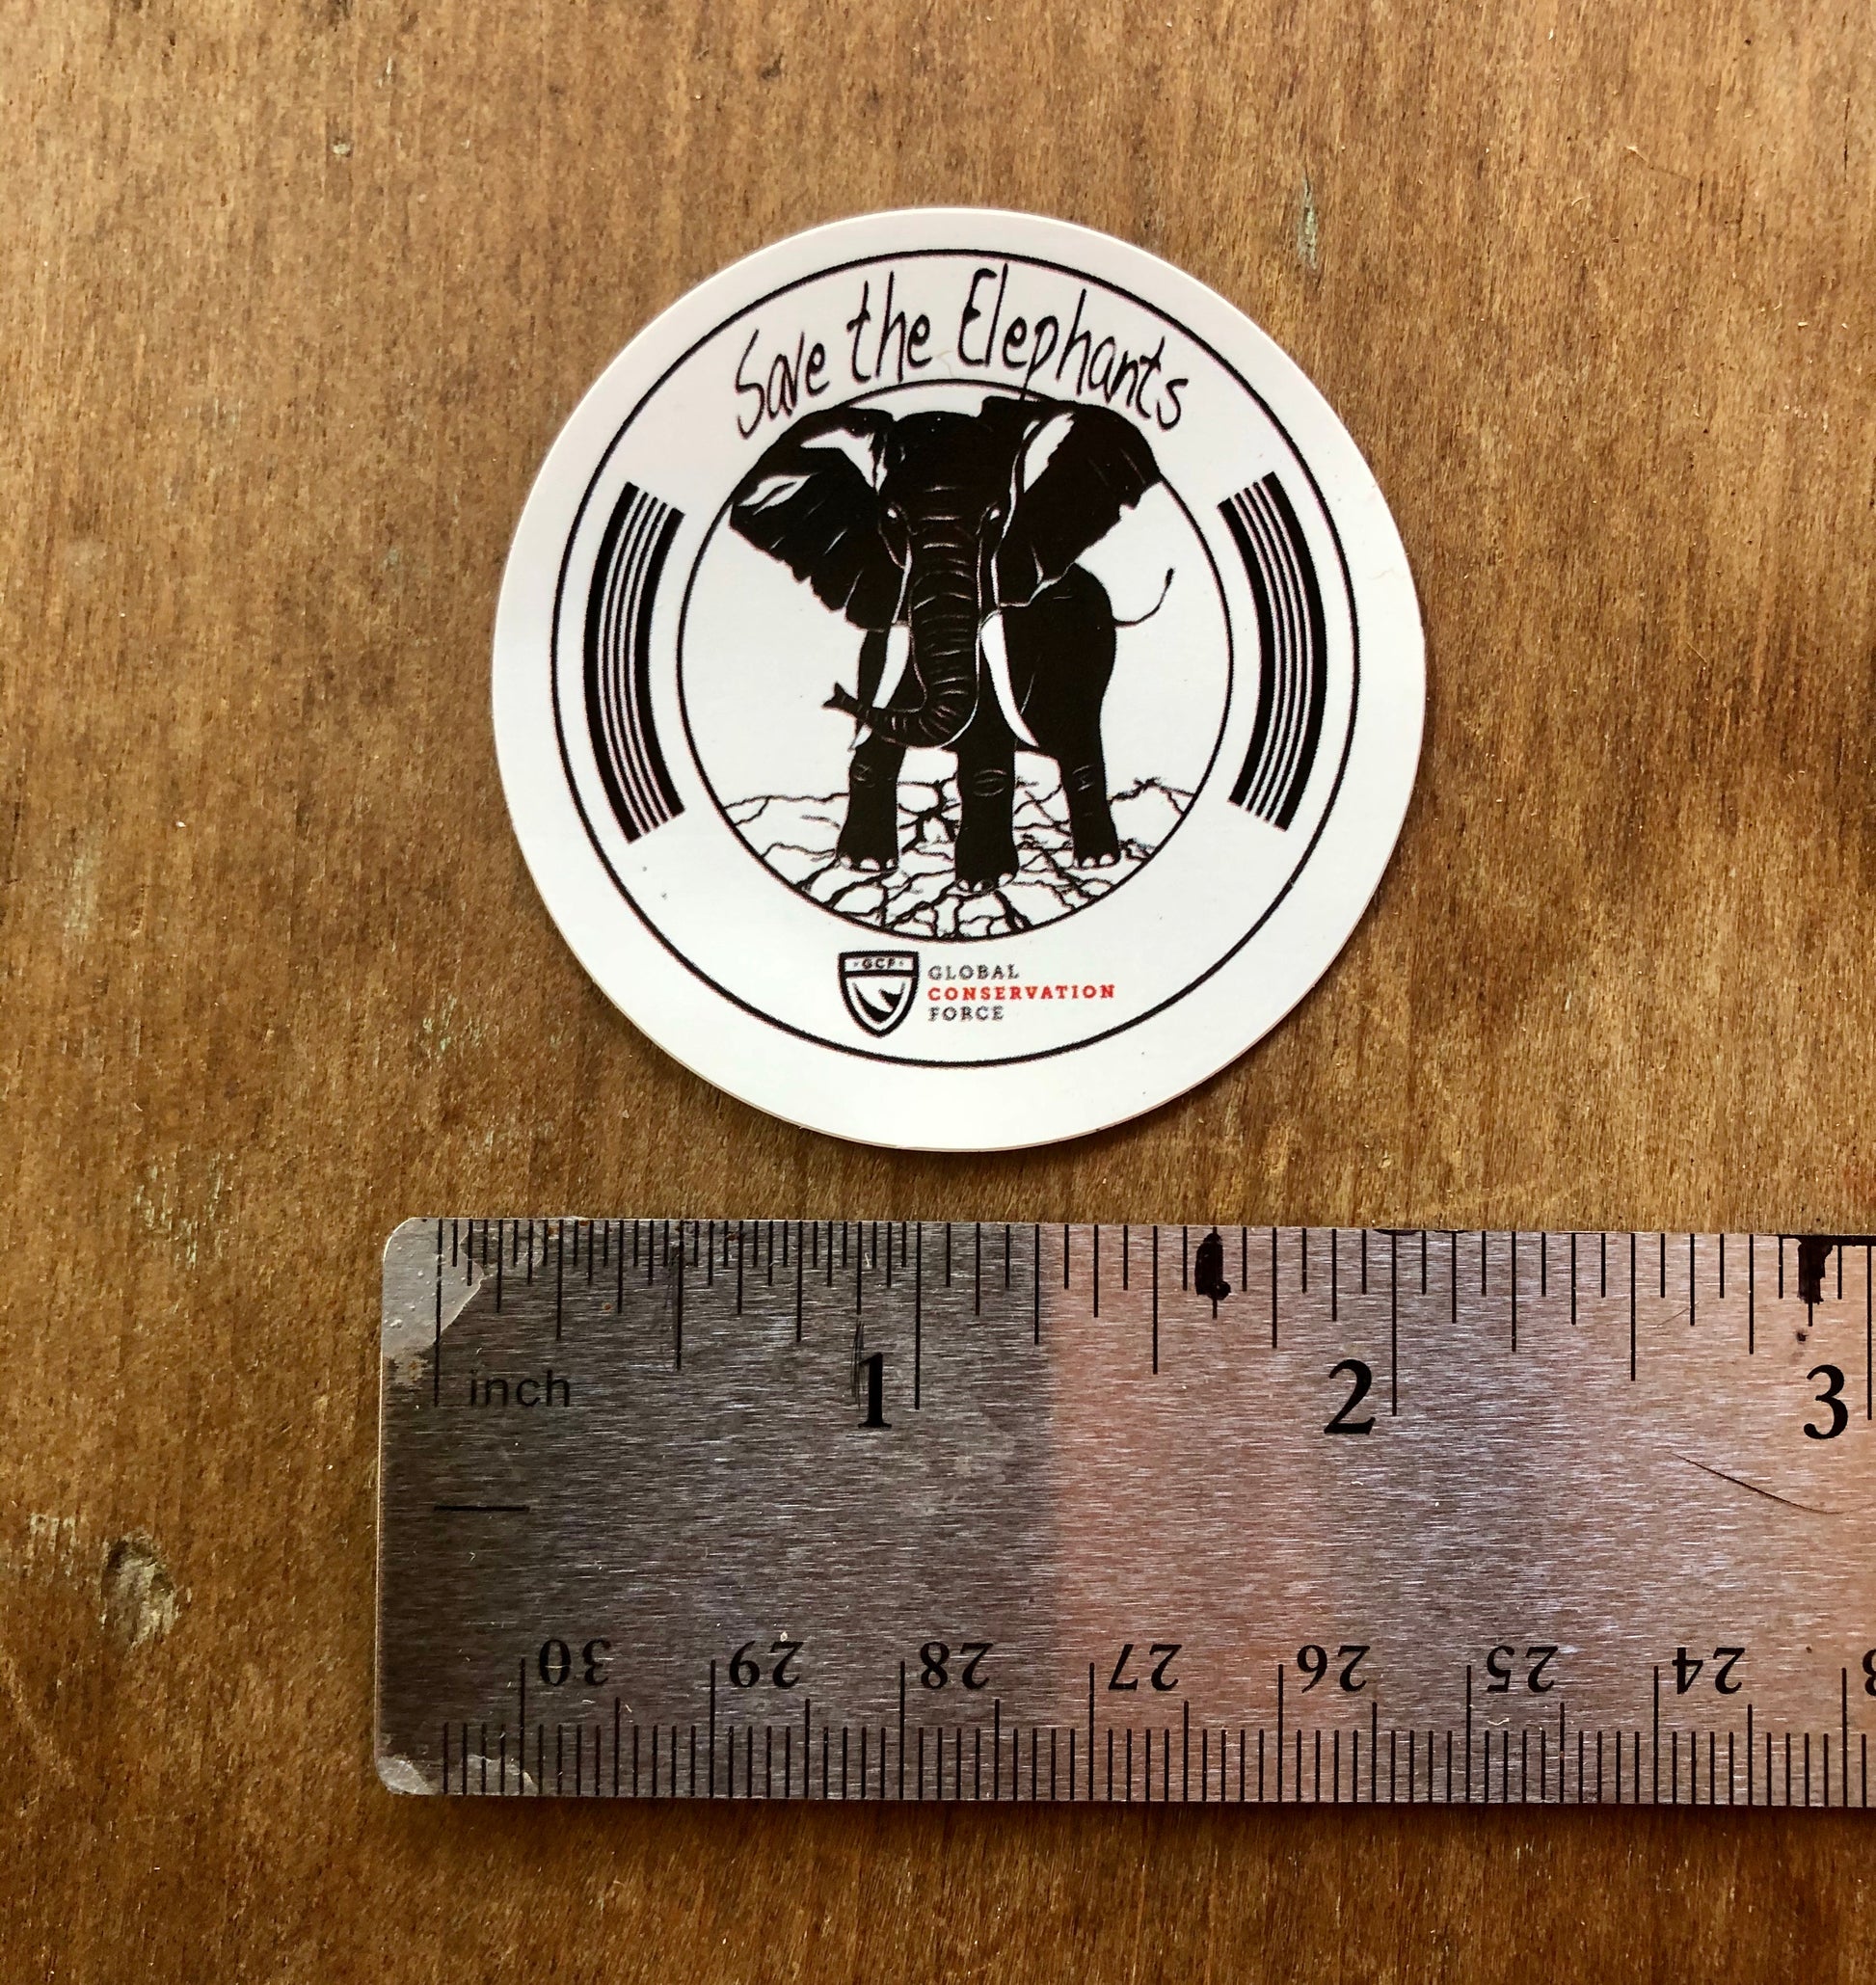 Save the Elephants
GCF
GLOBAL
CONSERVATION
FORCE
inch
1
2
3
30
29
28
27
26
25
24